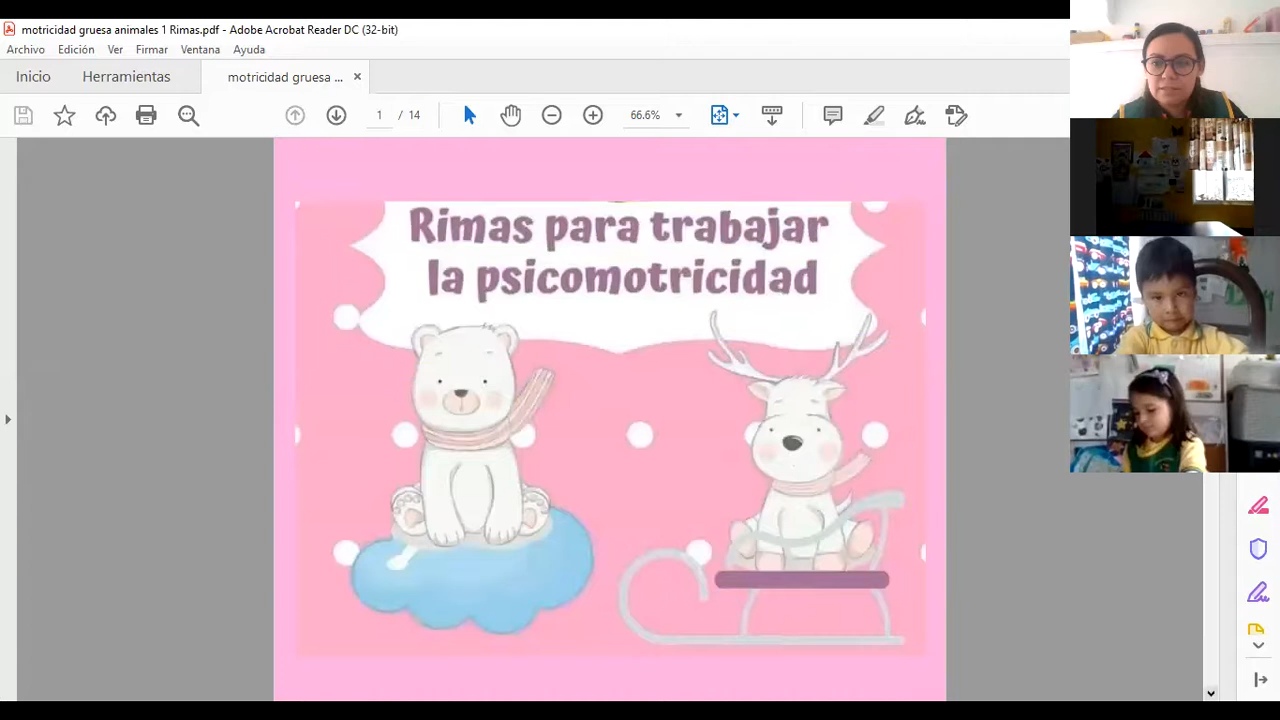 motricidad gruesa animales 1 Rimas.pdf - Adobe Acrobat Reader DC (32-bit)
Archivo Edición Ver Firmar Ventana Ayuda
Inicio Herramientas motricidad gruesa ...
1 / 14 66.6%
Rimas para trabajar
la psicomotricidad